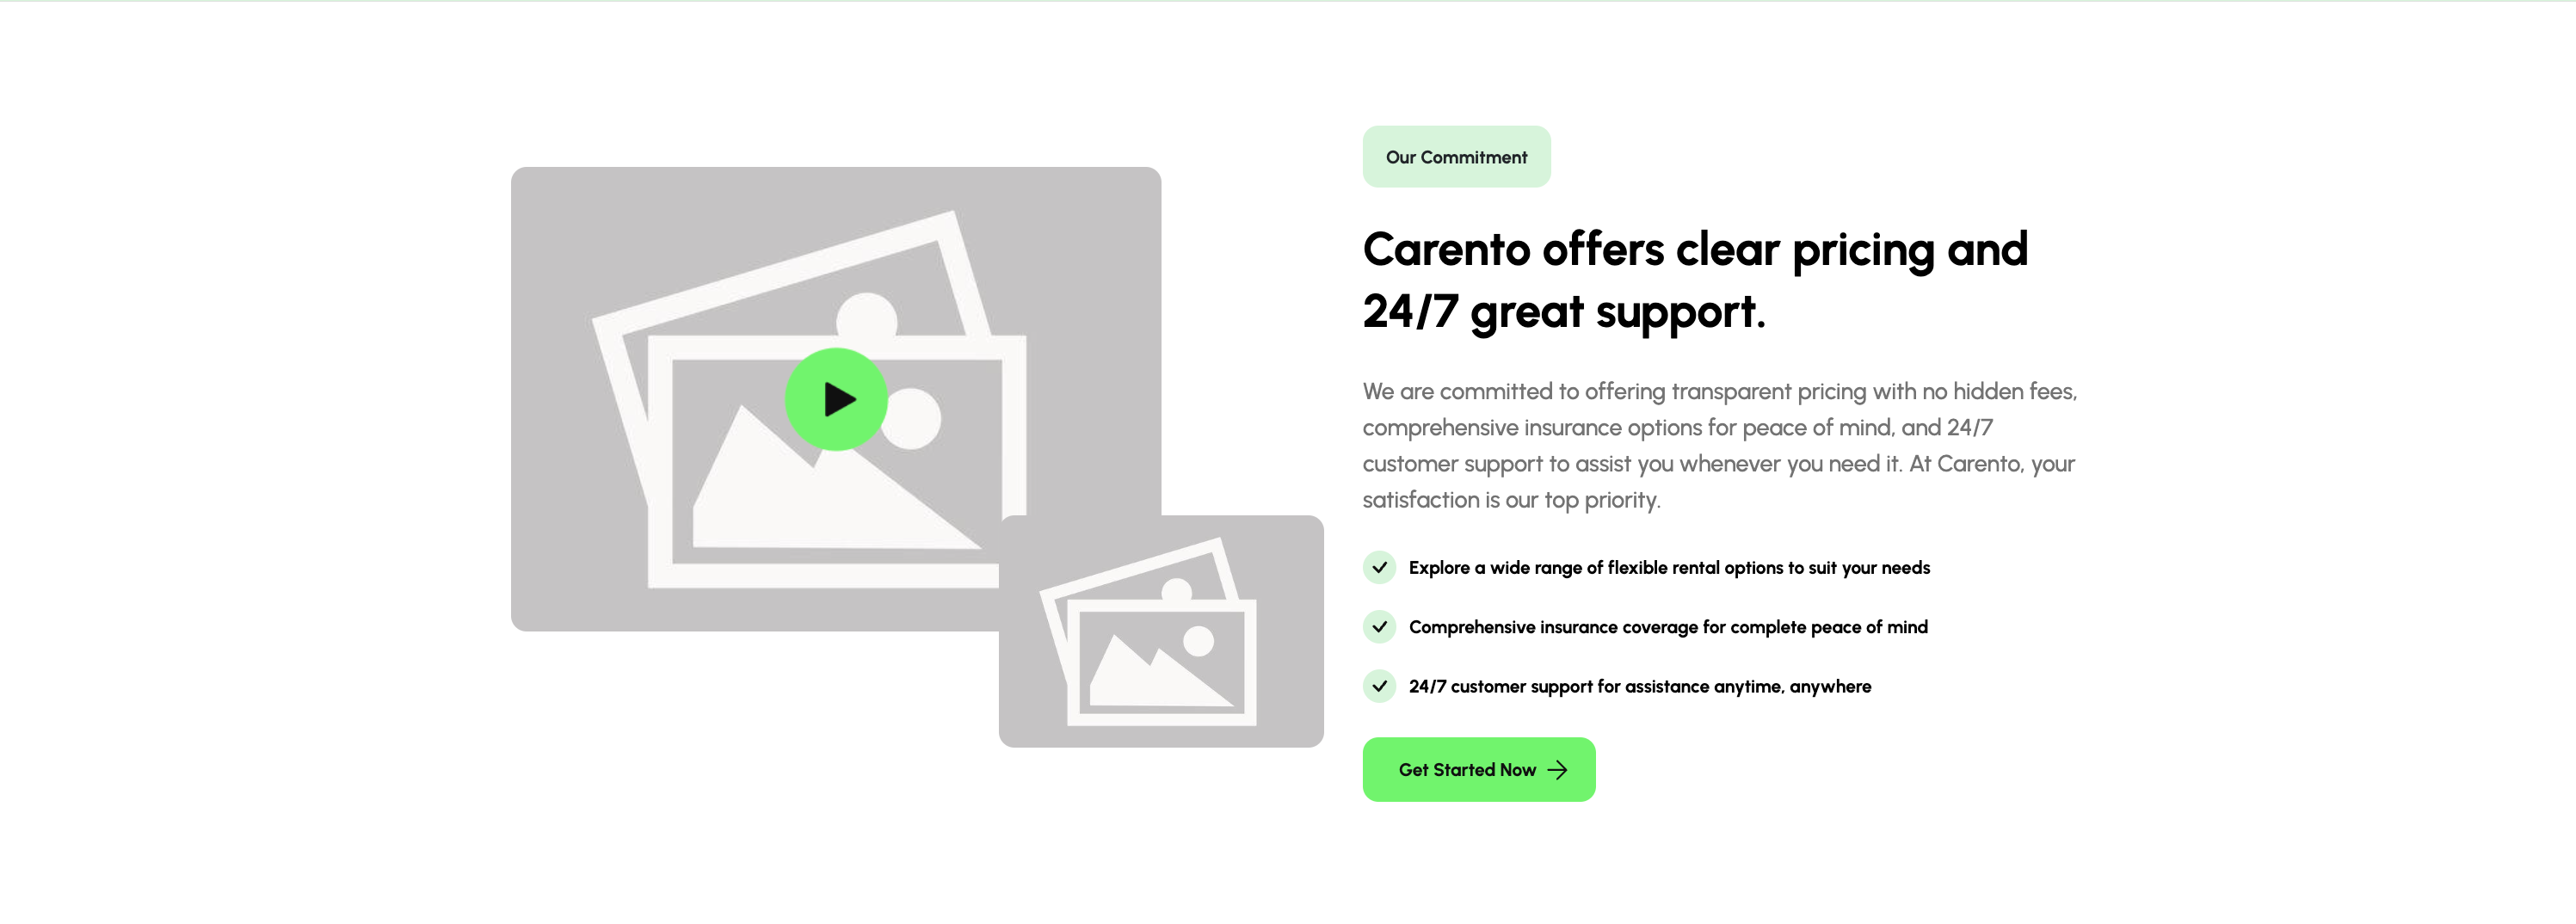 Our Commitment
Carento offers clear pricing and
24/7 great support.
We are committed to offering transparent pricing with no hidden fees,
comprehensive insurance options for peace of mind, and 24/7
customer support to assist you whenever you need it. At Carento, your
satisfaction is our top priority.
Explore a wide range of flexible rental options to suit your needs
Comprehensive insurance coverage for complete peace of mind
24/7 customer support for assistance anytime, anywhere
Get Started Now